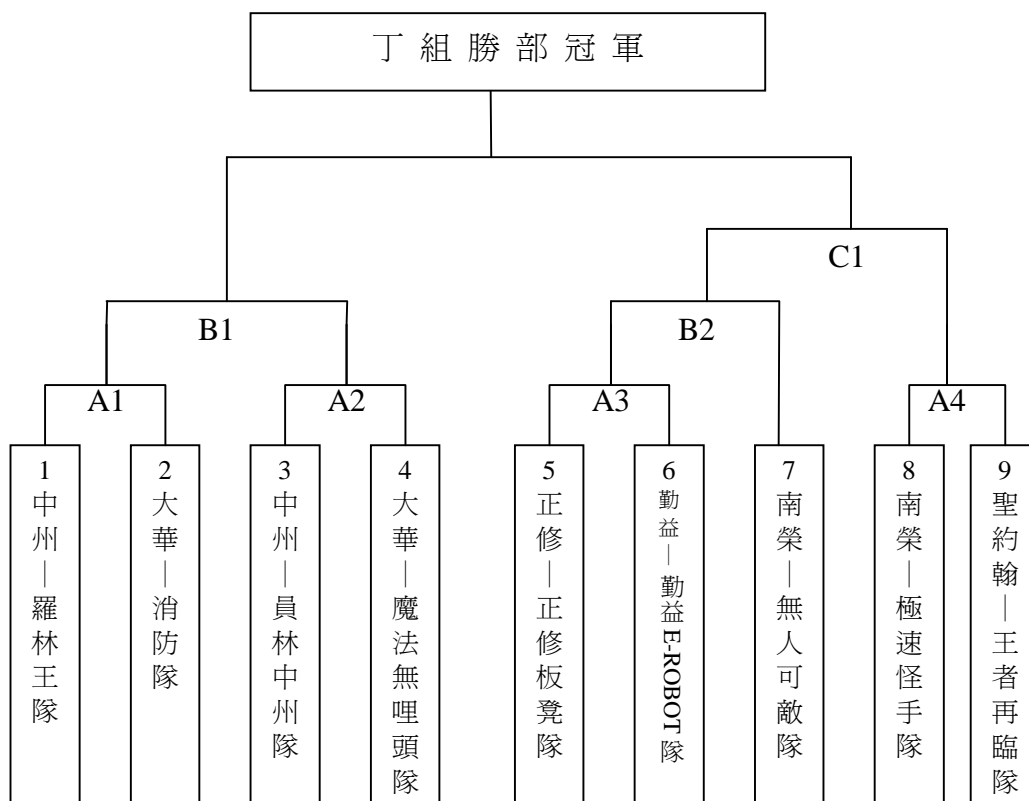 丁組勝部冠軍
C1
B1
B2
A1
A2
A3
A4
1
中州—羅林王隊
2
大華—消防隊
3
中州—員林中州隊
4
大華—魔法無哩頭隊
5
正修—正修板凳隊
6
勤益—勤益E-ROBOT隊
7
南榮—無人可敵隊
8
南榮—極速怪手隊
9
聖約翰—王者再臨隊